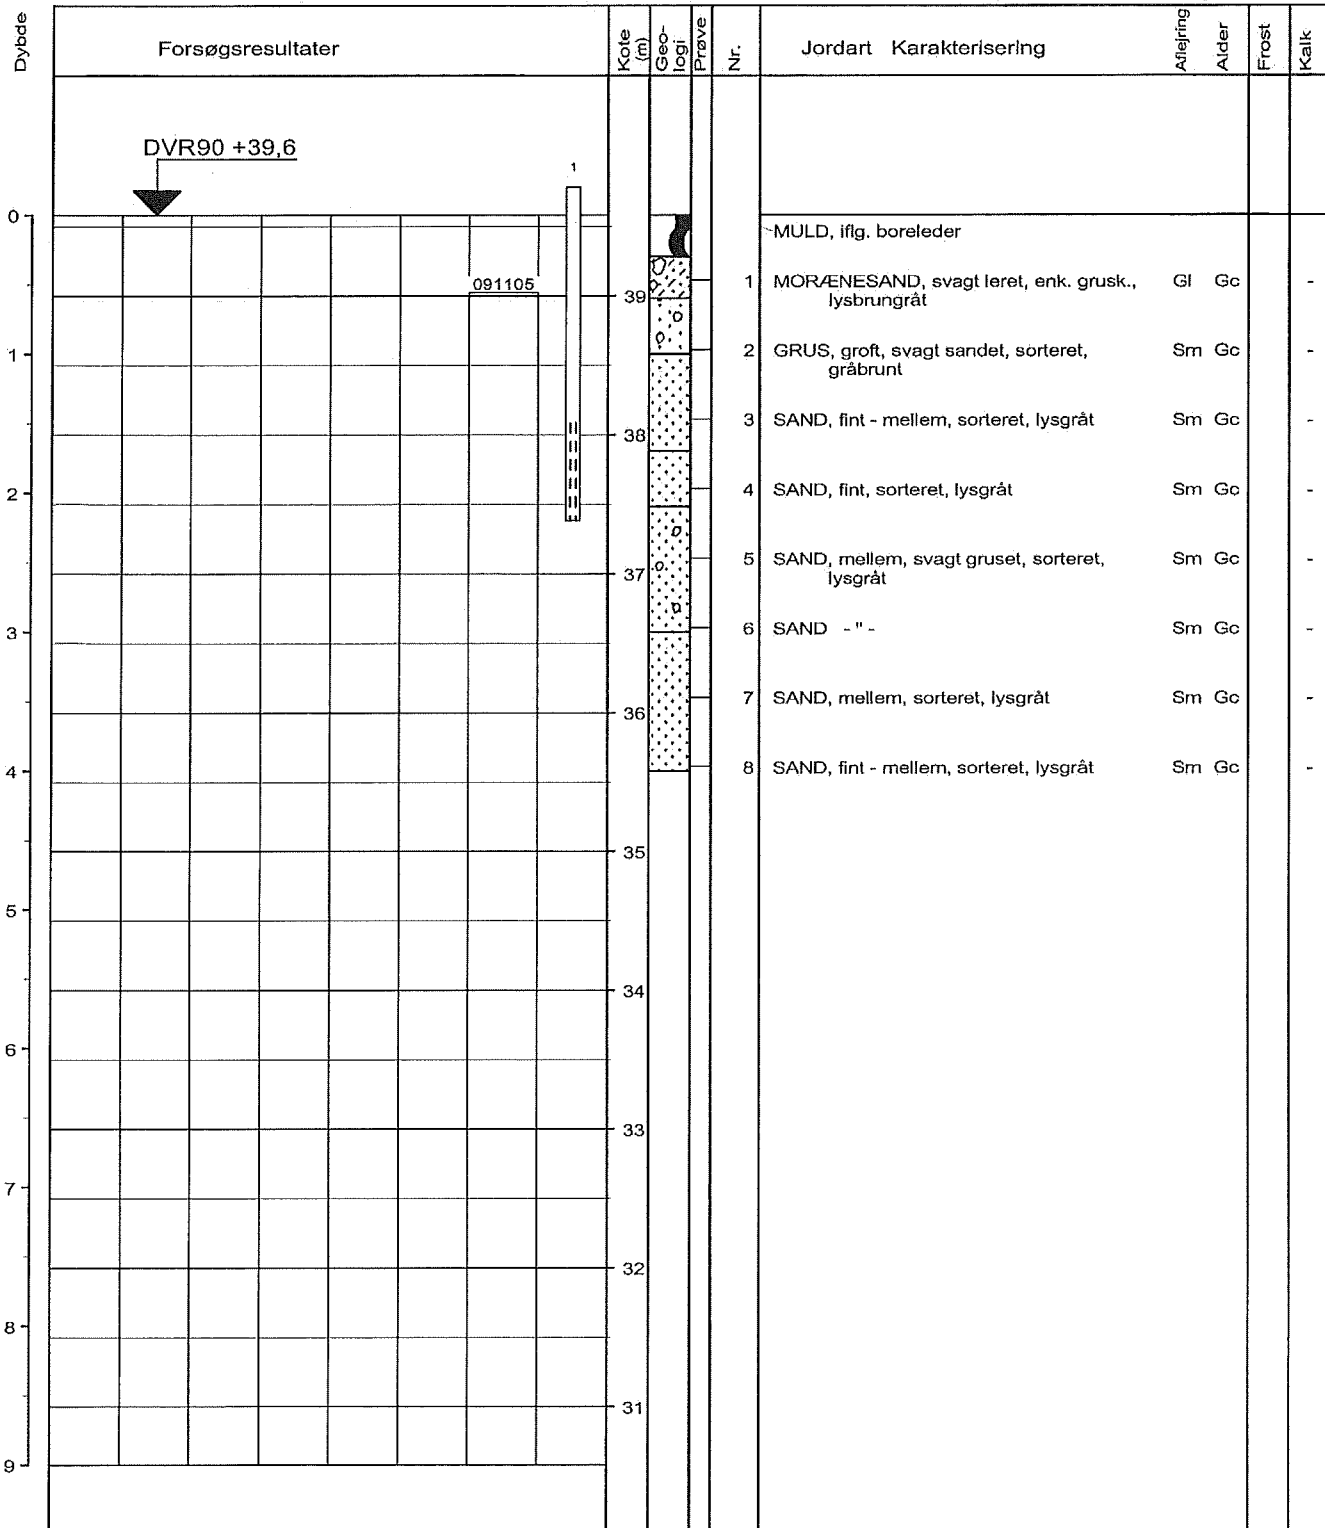 Dybde
Forsøgsresultater
Kote (m)
Geo-logi
Prøve
Nr.
Jordart Karakterisering
Aflejring
Alder
Frost
Kalk
DVR90 +39,6
1
0
MULD, iflg. boreleder
091105
39
1 MORÆNESAND, svagt leret, enk. grusk., Gl Gc -
lysbrungråt
1
2 GRUS, groft, svagt sandet, sorteret, Sm Gc -
gråbrunt
38
3 SAND, fint - mellem, sorteret, lysgråt Sm Gc -
2
4 SAND, fint, sorteret, lysgråt Sm Gc -
37
5 SAND, mellem, svagt gruset, sorteret, Sm Gc -
lysgråt
3
6 SAND - " - Sm Gc -
36
7 SAND, mellem, sorteret, lysgråt Sm Gc -
4
8 SAND, fint - mellem, sorteret, lysgråt Sm Gc -
35
5
34
6
33
7
32
8
31
9